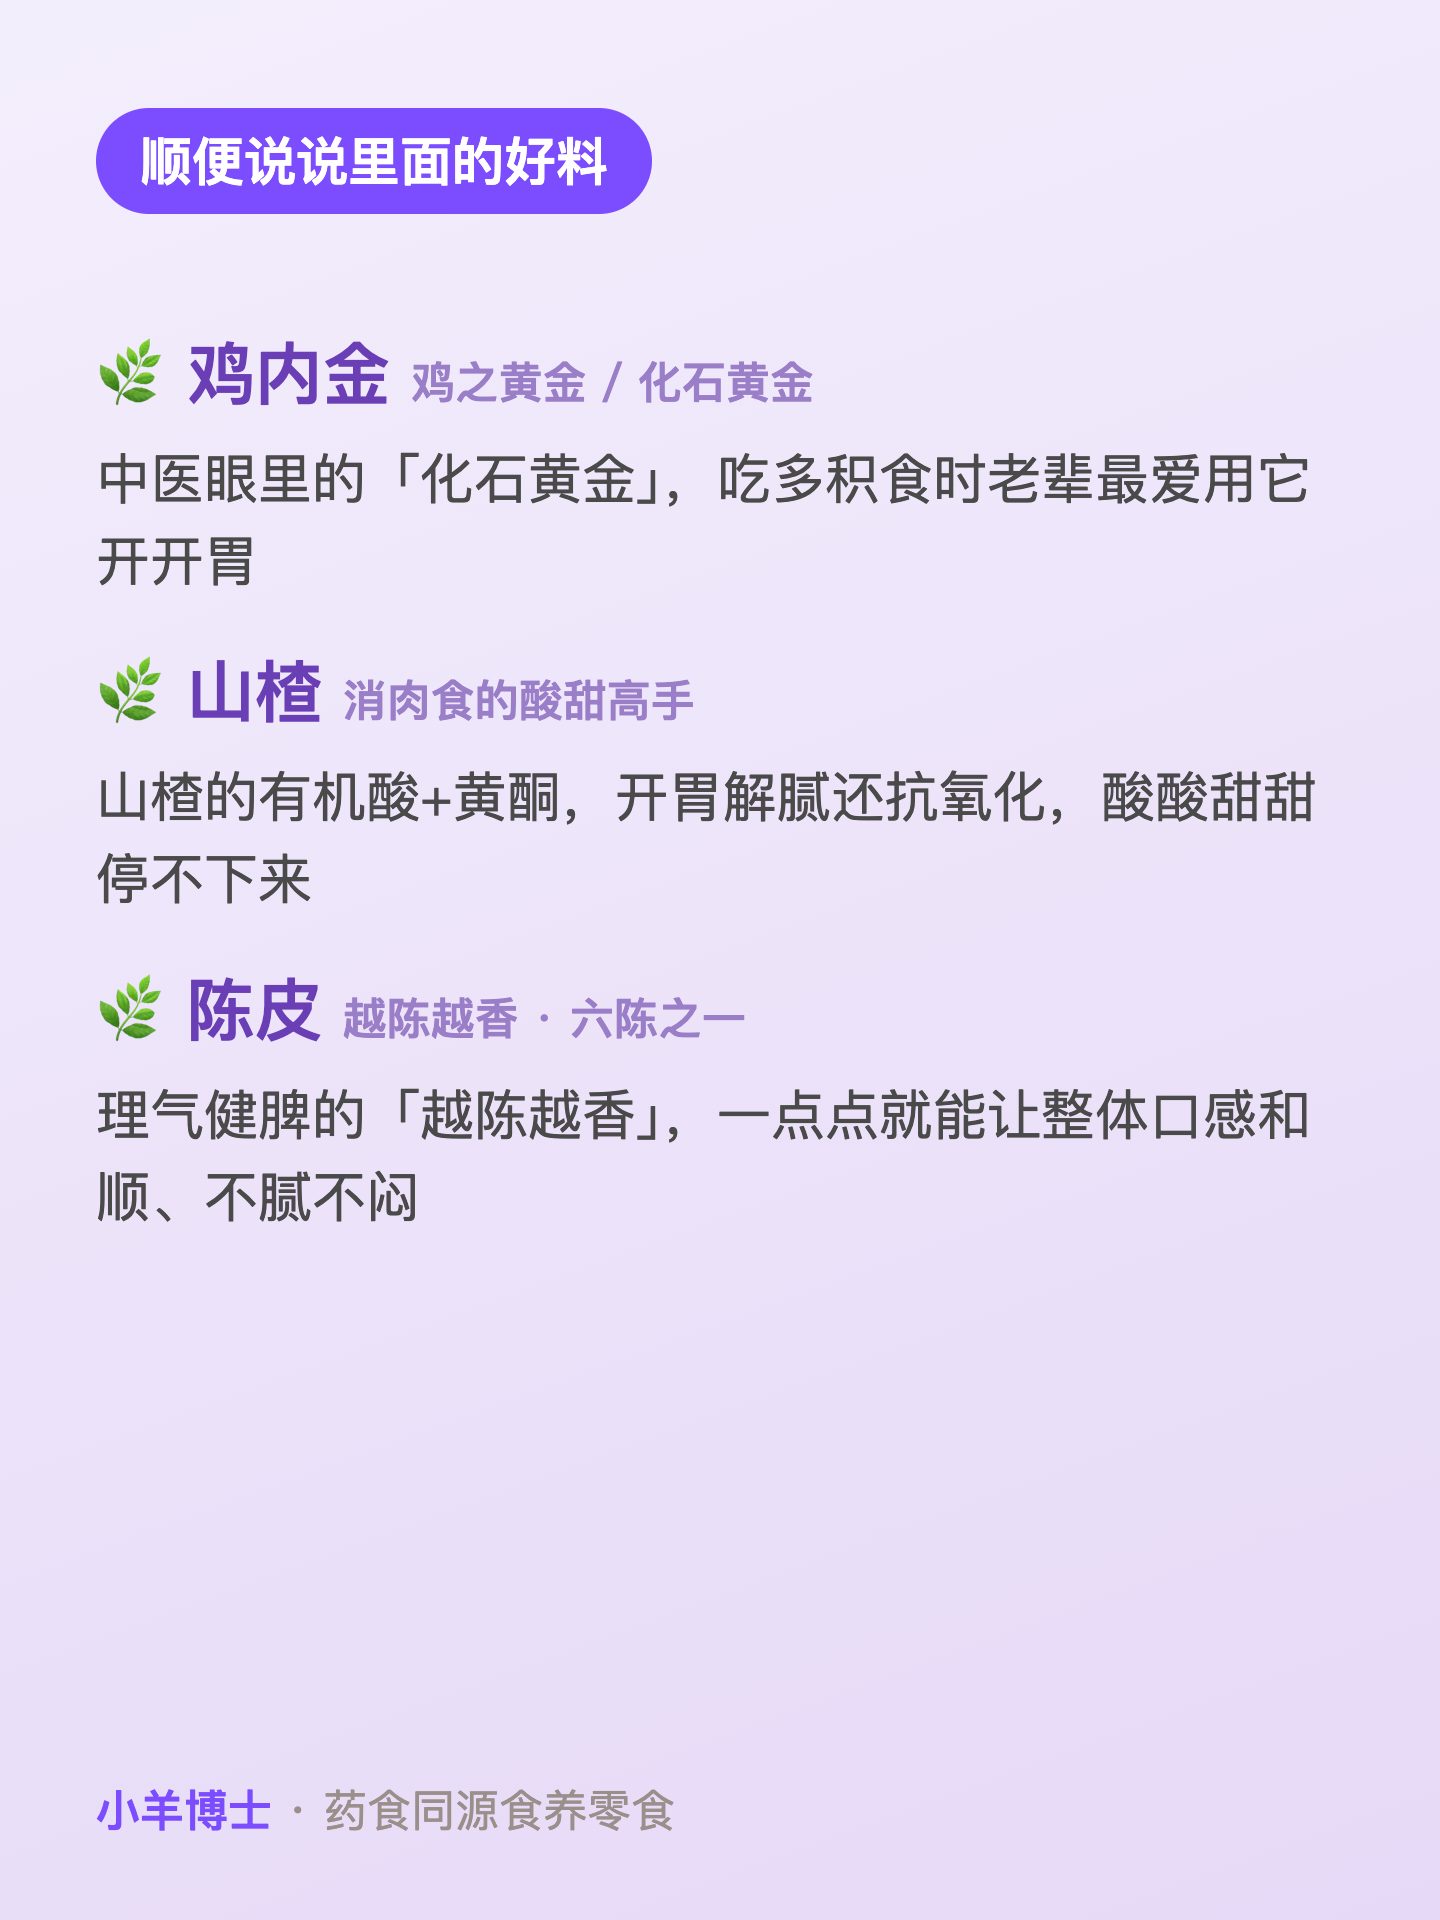 顺便说说里面的好料
🌿 鸡内金 鸡之黄金 / 化石黄金
中医眼里的「化石黄金」，吃多积食时老辈最爱用它
开开胃
🌿 山楂 消肉食的酸甜高手
山楂的有机酸+黄酮，开胃解腻还抗氧化，酸酸甜甜
停不下来
🌿 陈皮 越陈越香 · 六陈之一
理气健脾的「越陈越香」，一点点就能让整体口感和
顺、不腻不闷
小羊博士 · 药食同源食养零食